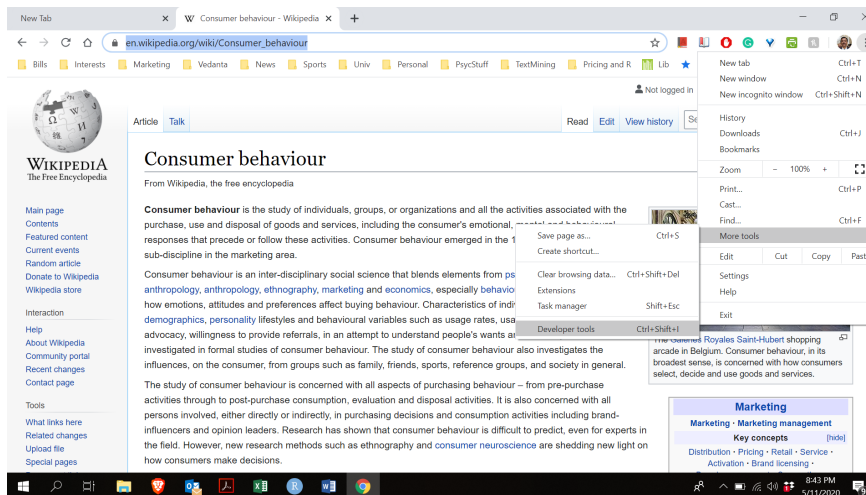 New Tab
Consumer behaviour - Wikipedia
en.wikipedia.org/wiki/Consumer_behaviour
Bills Interests Marketing Vedanta News Sports Univ Personal PsycStuff TextMining Pricing and R Lib
New tab Ctrl+T
New window Ctrl+N
New incognito window Ctrl+Shift+N
History
Downloads Ctrl+J
Bookmarks
Zoom - 100% +
Print... Ctrl+P
Cast...
Find... Ctrl+F
More tools
Edit Cut Copy Past
Settings
Help
Exit
Save page as... Ctrl+S
Create shortcut...
Clear browsing data... Ctrl+Shift+Del
Extensions
Task manager Shift+Esc
Developer tools Ctrl+Shift+I
WIKIPEDIA
The Free Encyclopedia
Main page
Contents
Featured content
Current events
Random article
Donate to Wikipedia
Wikipedia store
Interaction
Help
About Wikipedia
Community portal
Recent changes
Contact page
Tools
What links here
Related changes
Upload file
Special pages
Not logged in
Article Talk
Read Edit View history Se
Consumer behaviour
From Wikipedia, the free encyclopedia
Consumer behaviour is the study of individuals, groups, or organizations and all the activities associated with the
purchase, use and disposal of goods and services, including the consumer's emotional,
responses that precede or follow these activities. Consumer behaviour emerged in the 1
sub-discipline in the marketing area.
Consumer behaviour is an inter-disciplinary social science that blends elements from ps
anthropology, anthropology, ethnography, marketing and economics, especially behaviou
how emotions, attitudes and preferences affect buying behaviour. Characteristics of indiv
demographics, personality lifestyles and behavioural variables such as usage rates, usa
advocacy, willingness to provide referrals, in an attempt to understand people's wants a
investigated in formal studies of consumer behaviour. The study of consumer behaviour also investigates the
influences, on the consumer, from groups such as family, friends, sports, reference groups, and society in general.
The study of consumer behaviour is concerned with all aspects of purchasing behaviour – from pre-purchase
activities through to post-purchase consumption, evaluation and disposal activities. It is also concerned with all
persons involved, either directly or indirectly, in purchasing decisions and consumption activities including brand-
influencers and opinion leaders. Research has shown that consumer behaviour is difficult to predict, even for experts in
the field. However, new research methods such as ethnography and consumer neuroscience are shedding new light on
how consumers make decisions.
The Galeries Royales Saint-Hubert shopping
arcade in Belgium. Consumer behaviour, in its
broadest sense, is concerned with how consumers
select, decide and use goods and services.
Marketing
Marketing · Marketing management
Key concepts [hide]
Distribution · Pricing · Retail · Service ·
Activation · Brand licensing ·
8:43 PM
5/11/2020